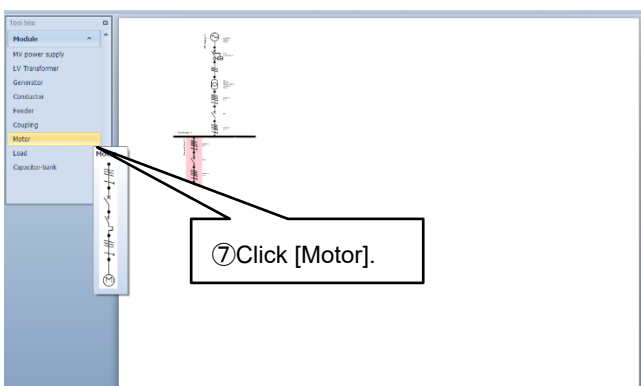 Tool box
Module
MV power supply
LV Transformer
Generator
Conductor
Feeder
Coupling
Motor
Load
Capacitor-bank
M
⑦Click [Motor].